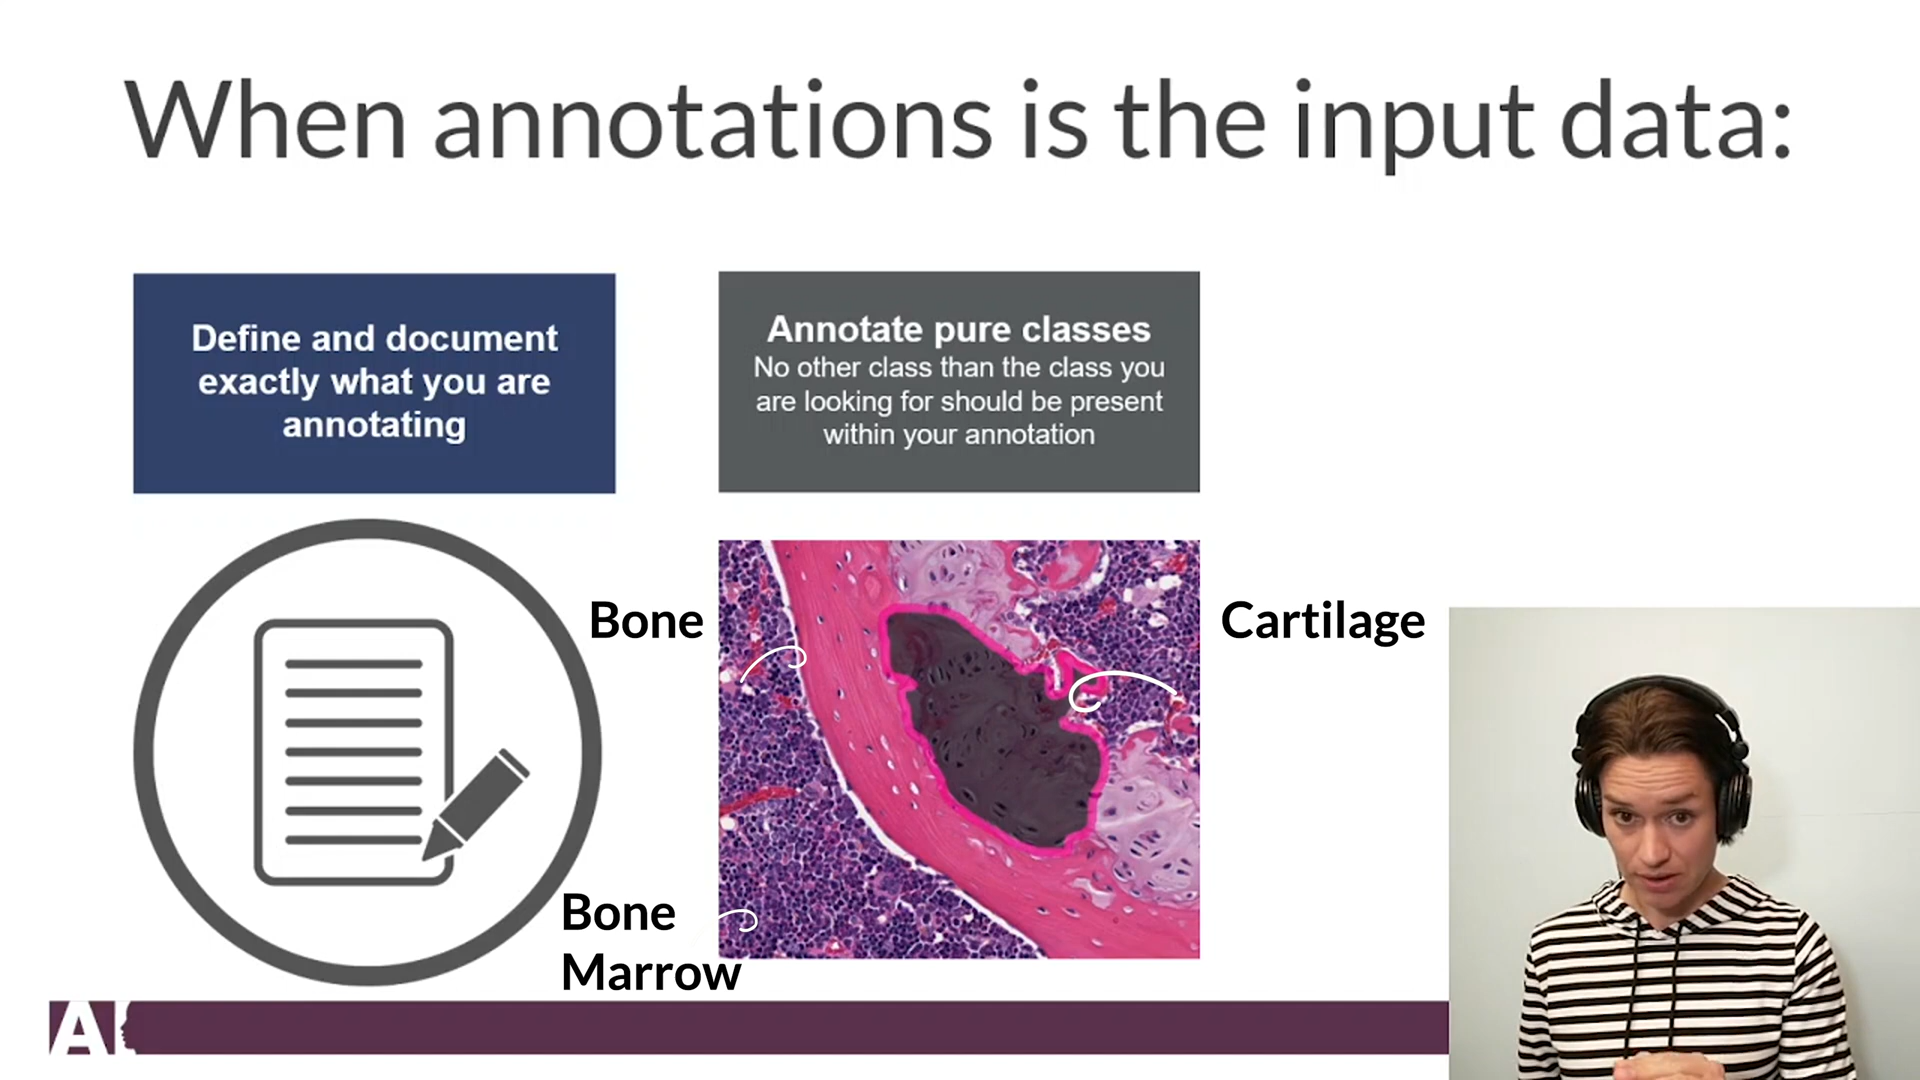 When annotations is the input data:
Define and document
exactly what you are
annotating
Annotate pure classes
No other class than the class you
are looking for should be present
within your annotation
Bone
Cartilage
Bone
Marrow
AI